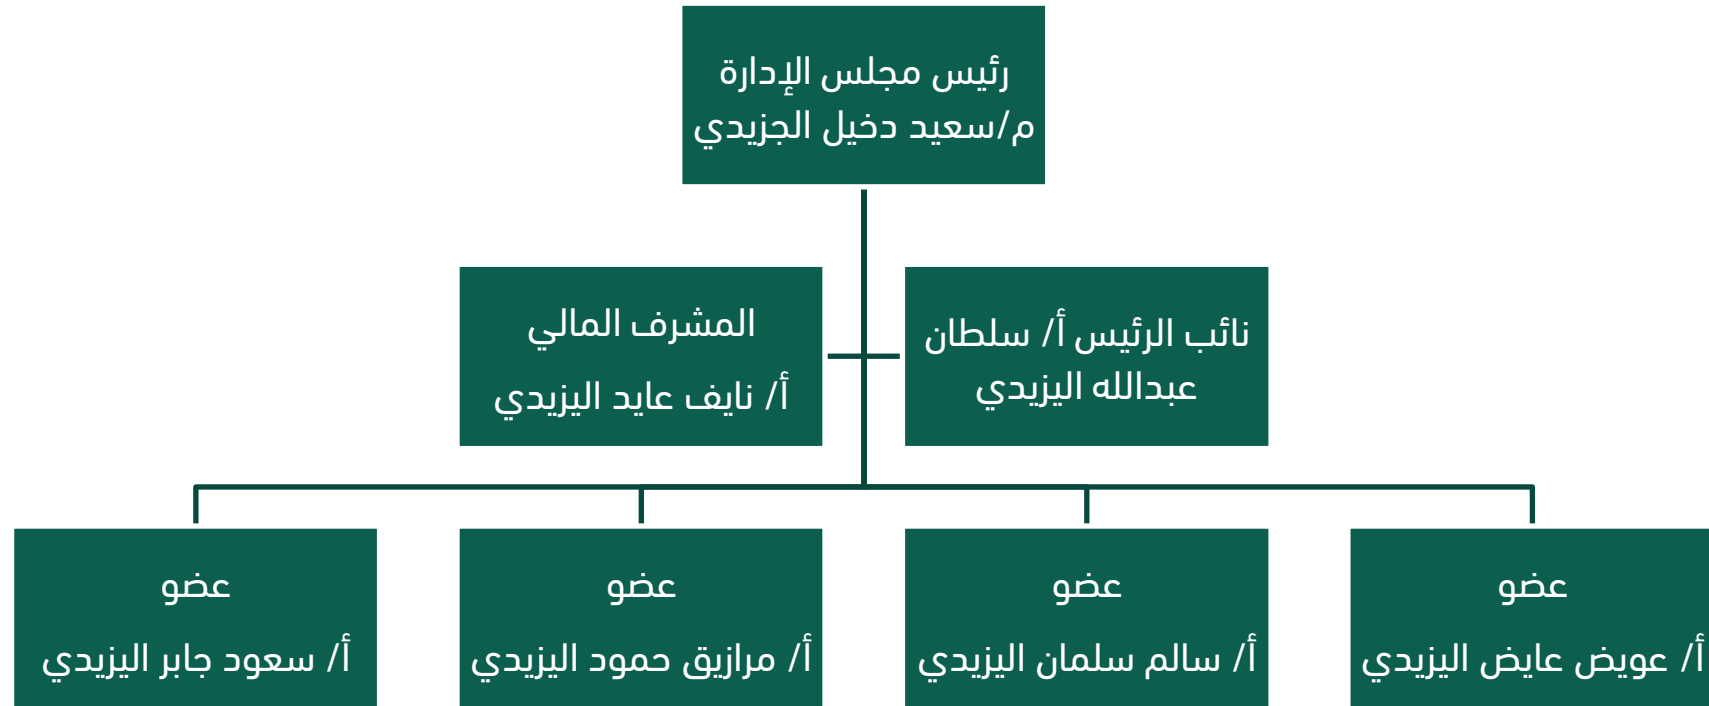 رئيس مجلس الإدارة
م/سعيد دخيل الجزيدي
نائب الرئيس أ/ سلطان
عبدالله اليزيدي
المشرف المالي
أ/ نايف عايد اليزيدي
عضو
أ/ عويض عايض اليزيدي
عضو
أ/ سالم سلمان اليزيدي
عضو
أ/ مرازيق حمود اليزيدي
عضو
أ/ سعود جابر اليزيدي